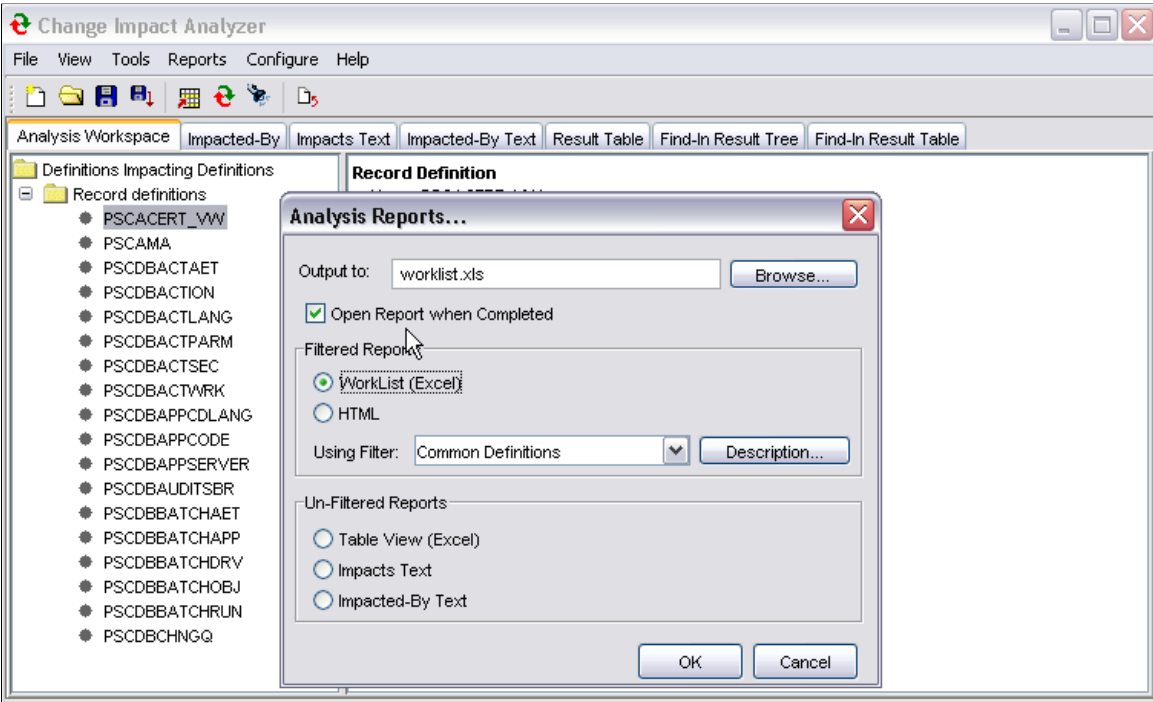 Change Impact Analyzer
File View Tools Reports Configure Help
Analysis Workspace Impacted-By Impacts Text Impacted-By Text Result Table Find-In Result Tree Find-In Result Table
Definitions Impacting Definitions
Record definitions
PSCACERT_VW
PSCAMA
PSCDBACTAET
PSCDBACTION
PSCDBACTLANG
PSCDBACTPARM
PSCDBACTSEC
PSCDBACTWRK
PSCDBAPPCDLANG
PSCDBAPPCODE
PSCDBAPPSERVER
PSCDBAUDITSBR
PSCDBBATCHAET
PSCDBBATCHAPP
PSCDBBATCHDRV
PSCDBBATCHOBJ
PSCDBBATCHRUN
PSCDBCHNGQ
Record Definition
Analysis Reports...
Output to: worklist.xls Browse...
Open Report when Completed
Filtered Reports
WorkList (Excel)
HTML
Using Filter: Common Definitions Description...
Un-Filtered Reports
Table View (Excel)
Impacts Text
Impacted-By Text
OK Cancel